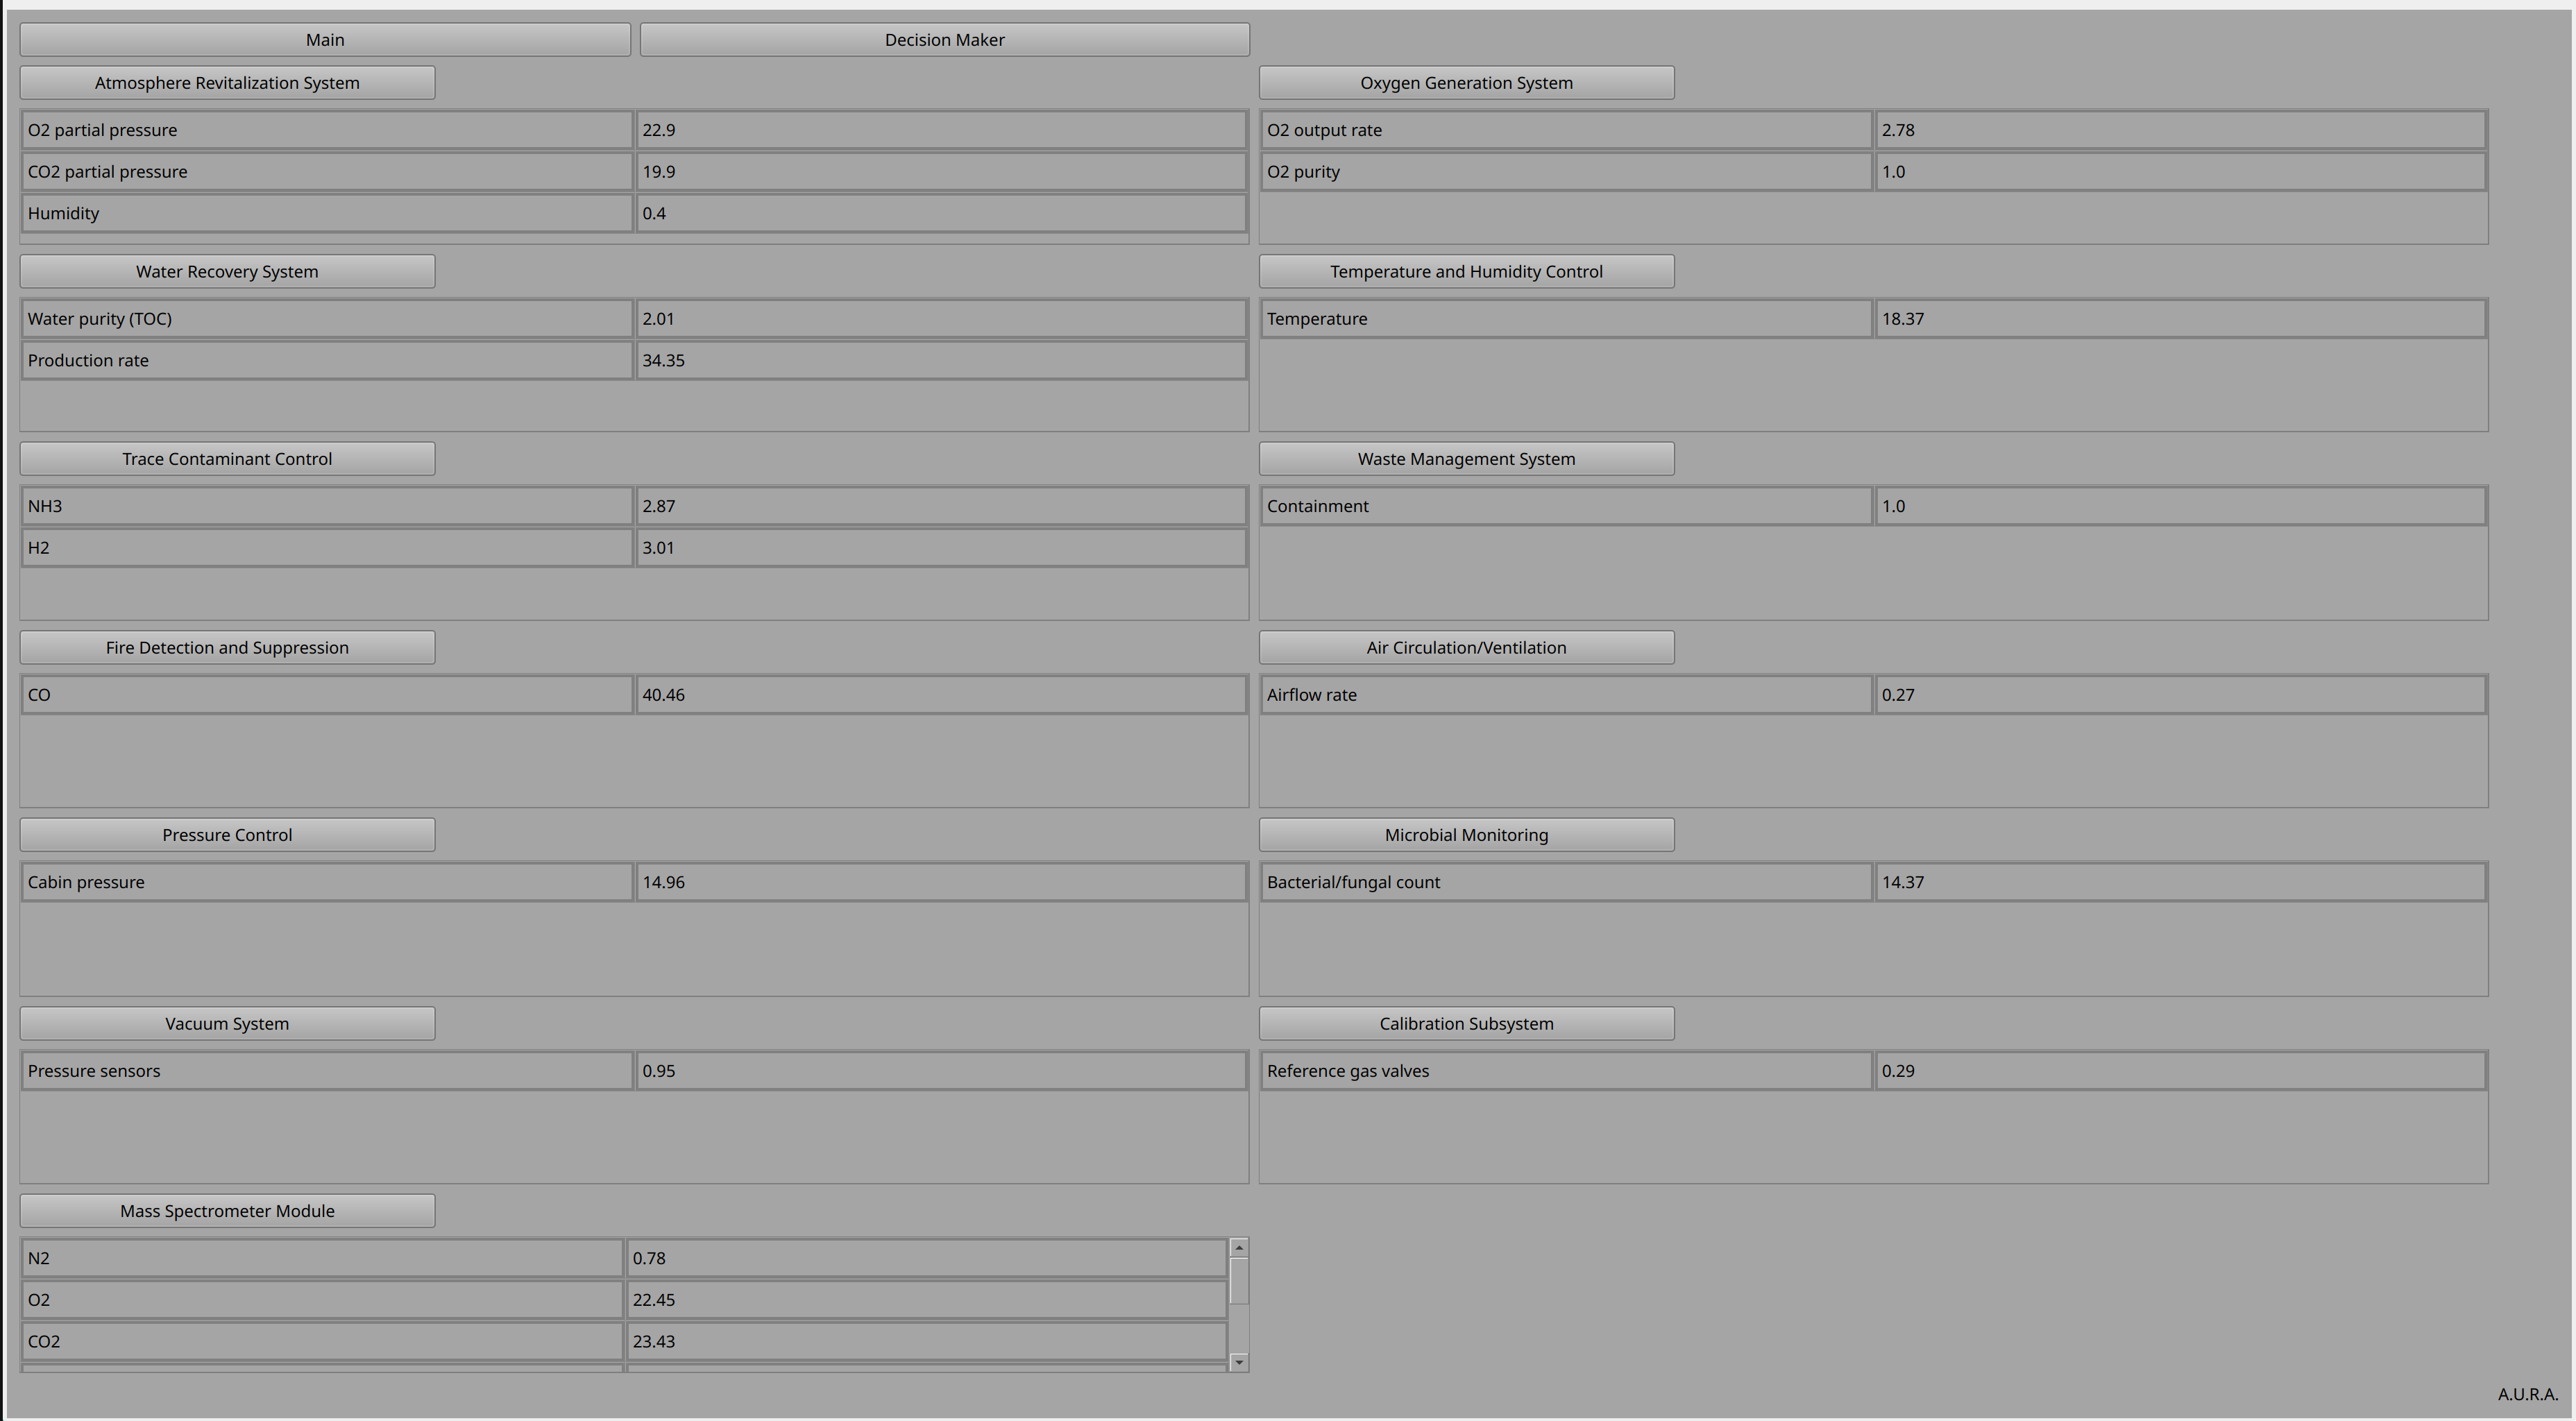 Main Decision Maker
Atmosphere Revitalization System Oxygen Generation System
O2 partial pressure 22.9 O2 output rate 2.78
CO2 partial pressure 19.9 O2 purity 1.0
Humidity 0.4
Water Recovery System Temperature and Humidity Control
Water purity (TOC) 2.01 Temperature 18.37
Production rate 34.35
Trace Contaminant Control Waste Management System
NH3 2.87 Containment 1.0
H2 3.01
Fire Detection and Suppression Air Circulation/Ventilation
CO 40.46 Airflow rate 0.27
Pressure Control Microbial Monitoring
Cabin pressure 14.96 Bacterial/fungal count 14.37
Vacuum System Calibration Subsystem
Pressure sensors 0.95 Reference gas valves 0.29
Mass Spectrometer Module
N2 0.78
O2 22.45
CO2 23.43
A.U.R.A.